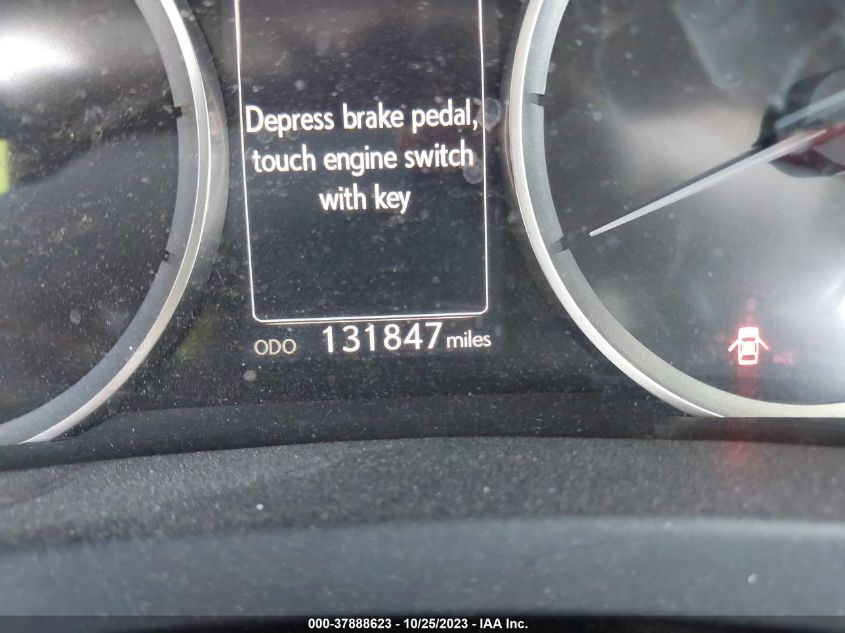 Depress brake pedal,
touch engine switch
with key
ODO 131847 miles
000-37888623 - 10/25/2023 - IAA Inc.